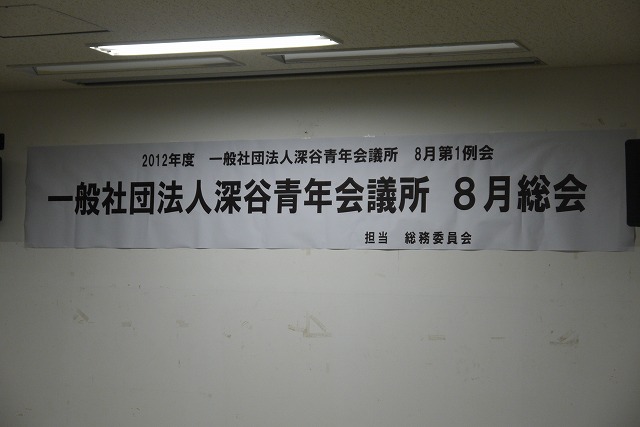 2012年度　一般社団法人深谷青年会議所　8月第1例会
一般社団法人深谷青年会議所　８月総会
担当　総務委員会